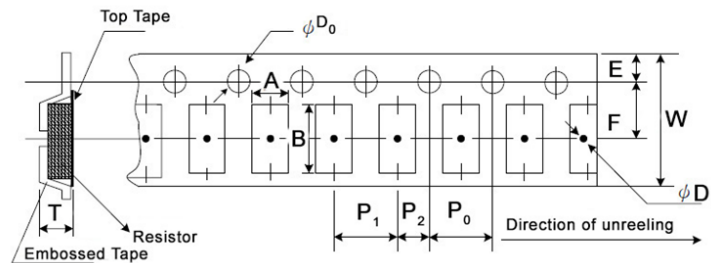 Top Tape
ϕD₀
A
E
F
W
B
ϕD
T
P₁
P₂
P₀
Direction of unreeling
Resistor
Embossed Tape